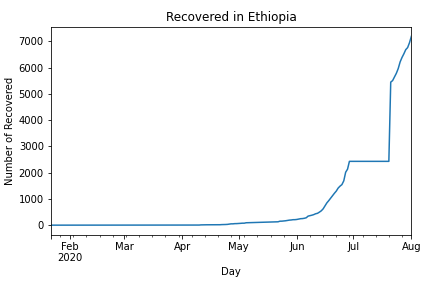 Recovered in Ethiopia
Number of Recovered
7000
6000
5000
4000
3000
2000
1000
0
Feb Mar Apr May Jun Jul Aug
2020
Day